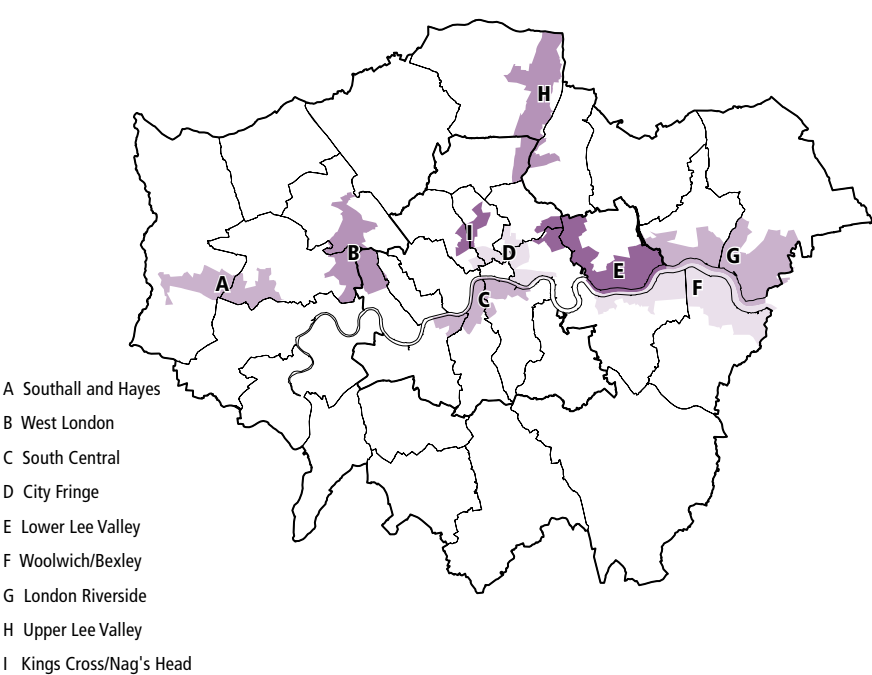 H
I
D
B
A
E
G
F
C
A Southall and Hayes
B West London
C South Central
D City Fringe
E Lower Lee Valley
F Woolwich/Bexley
G London Riverside
H Upper Lee Valley
I Kings Cross/Nag's Head